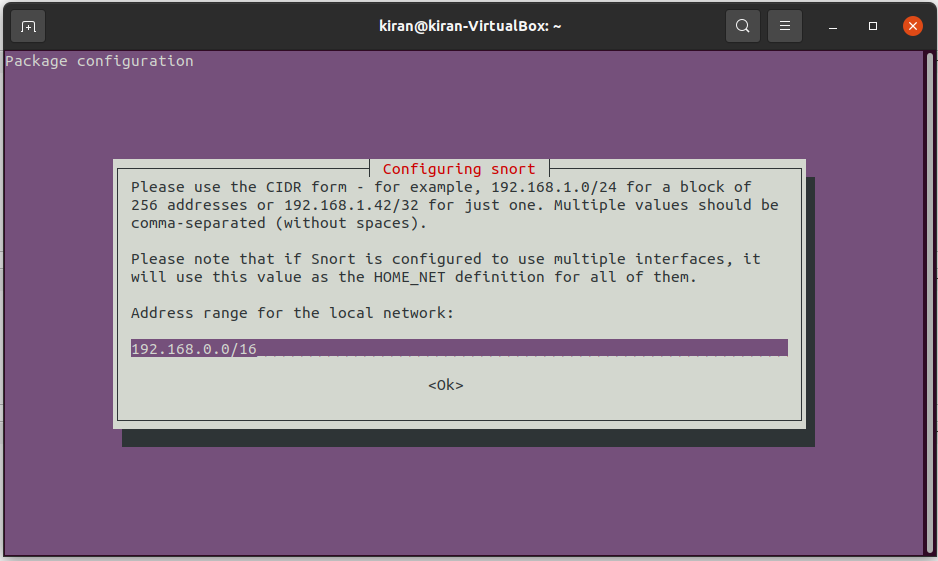 kiran@kiran-VirtualBox: ~
Package configuration
Configuring snort
Please use the CIDR form - for example, 192.168.1.0/24 for a block of
256 addresses or 192.168.1.42/32 for just one. Multiple values should be
comma-separated (without spaces).
Please note that if Snort is configured to use multiple interfaces, it
will use this value as the HOME_NET definition for all of them.
Address range for the local network:
192.168.0.0/16
<Ok>